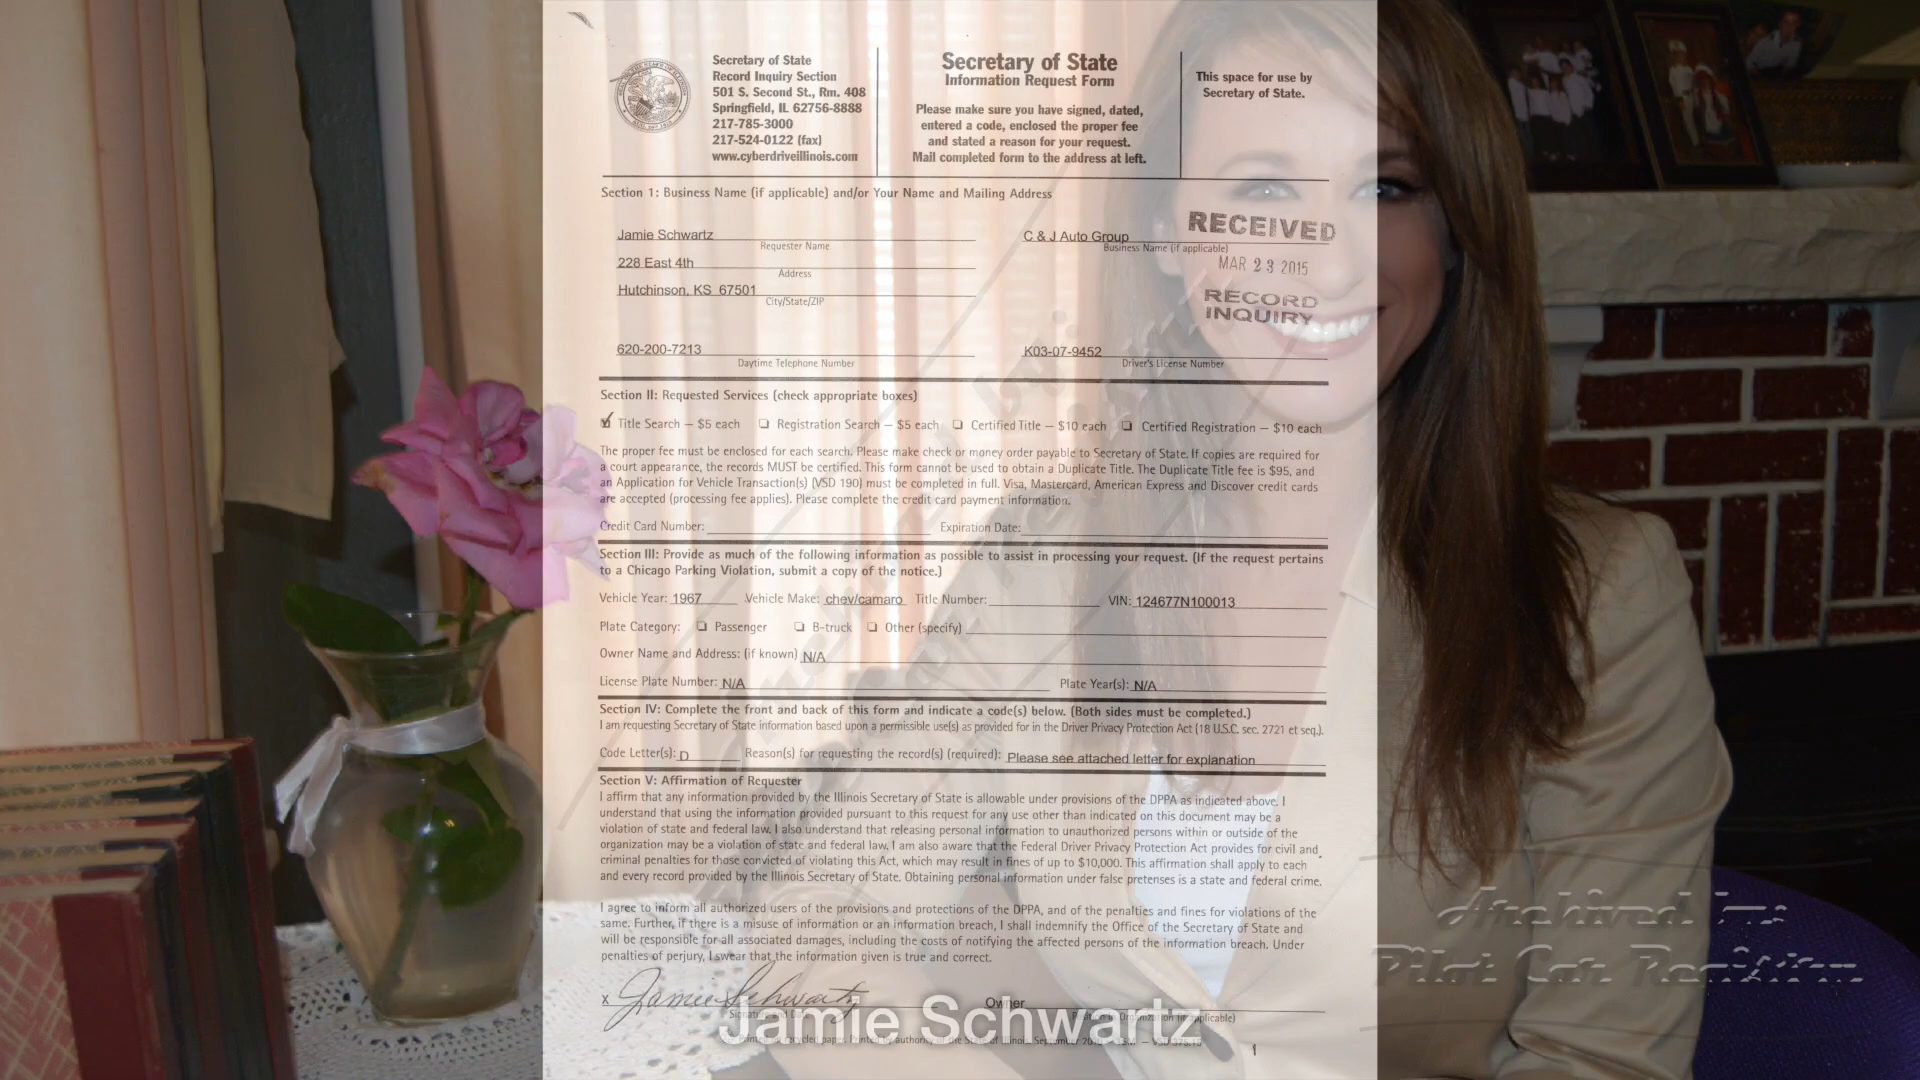 Secretary of State
Record Inquiry Section
501 S. Second St., Rm. 408
Springfield, IL 62756-8888
217-785-3000
217-524-0122 (fax)
www.cyberdriveillinois.com
Secretary of State
Information Request Form
Please make sure you have signed, dated,
entered a code, enclosed the proper fee
and stated a reason for your request.
Mail completed form to the address at left.
This space for use by
Secretary of State.
Section 1: Business Name (if applicable) and/or Your Name and Mailing Address
RECEIVED
MAR 23 2015
RECORD
INQUIRY
Jamie Schwartz
Requester Name
C & J Auto Group
Business Name (if applicable)
228 East 4th
Address
Hutchinson, KS 67501
City/State/ZIP
620-200-7213
Daytime Telephone Number
K03-07-9452
Driver's License Number
Section II: Requested Services (check appropriate boxes)
Title Search — $5 each ❑ Registration Search — $5 each ❑ Certified Title — $10 each ❑ Certified Registration — $10 each
The proper fee must be enclosed for each search. Please make check or money order payable to Secretary of State. If copies are required for
a court appearance, the records MUST be certified. This form cannot be used to obtain a Duplicate Title. The Duplicate Title fee is $95, and
an Application for Vehicle Transaction(s) (VSD 190) must be completed in full. Visa, Mastercard, American Express and Discover credit cards
are accepted (processing fee applies). Please complete the credit card payment information.
Credit Card Number: Expiration Date:
Section III: Provide as much of the following information as possible to assist in processing your request. (If the request pertains
to a Chicago Parking Violation, submit a copy of the notice.)
Vehicle Year: 1967 Vehicle Make: chev/camaro Title Number: VIN: 124677N100013
Plate Category: ❑ Passenger ❑ B-truck ❑ Other (specify)
Owner Name and Address: (if known) N/A
License Plate Number: N/A Plate Year(s): N/A
Section IV: Complete the front and back of this form and indicate a code(s) below. (Both sides must be completed.)
I am requesting Secretary of State information based upon a permissible use(s) as provided for in the Driver Privacy Protection Act (18 U.S.C. sec. 2721 et seq.).
Code Letter(s): D Reason(s) for requesting the record(s) (required): Please see attached letter for explanation
Section V: Affirmation of Requester
I affirm that any information provided by the Illinois Secretary of State is allowable under provisions of the DPPA as indicated above. I
understand that using the information provided pursuant to this request for any use other than indicated on this document may be a
violation of state and federal law. I also understand that releasing personal information to unauthorized persons within or outside of the
organization may be a violation of state and federal law. I am also aware that the Federal Driver Privacy Protection Act provides for civil and
criminal penalties for those convicted of violating this Act, which may result in fines of up to $10,000. This affirmation shall apply to each
and every record provided by the Illinois Secretary of State. Obtaining personal information under false pretenses is a state and federal crime.
I agree to inform all authorized users of the provisions and protections of the DPPA, and of the penalties and fines for violations of the
same. Further, if there is a misuse of information or an information breach, I shall indemnify the Office of the Secretary of State and
will be responsible for all associated damages, including the costs of notifying the affected persons of the information breach. Under
penalties of perjury, I swear that the information given is true and correct.
X Jamie Schwartz
Owner
Jamie Schwartz
1
Archived by:
Pilot Car Registry